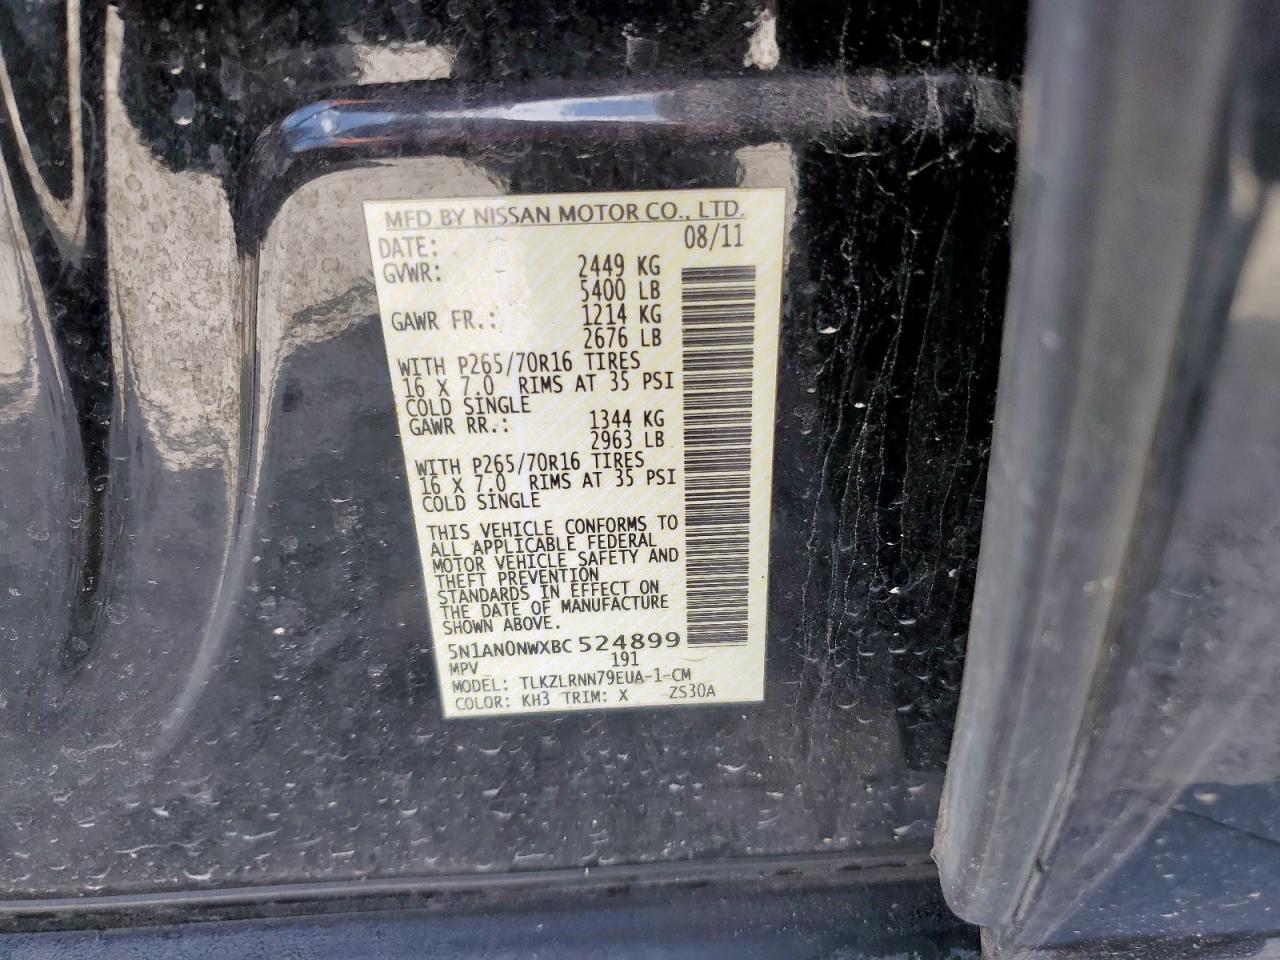 MFD BY NISSAN MOTOR CO., LTD.
DATE: 08/11
GVWR: 2449 KG
5400 LB
GAWR FR.: 1214 KG
2676 LB
WITH P265/70R16 TIRES
16 X 7.0 RIMS AT 35 PSI
COLD SINGLE
GAWR RR.: 1344 KG
2963 LB
WITH P265/70R16 TIRES
16 X 7.0 RIMS AT 35 PSI
COLD SINGLE
THIS VEHICLE CONFORMS TO
ALL APPLICABLE FEDERAL
MOTOR VEHICLE SAFETY AND
THEFT PREVENTION
STANDARDS IN EFFECT ON
THE DATE OF MANUFACTURE
SHOWN ABOVE.
5N1AN0NWXBC 524899
MPV 191
MODEL: TLKZLRNN79EUA-1-CM
COLOR: KH3 TRIM: X ZS30A